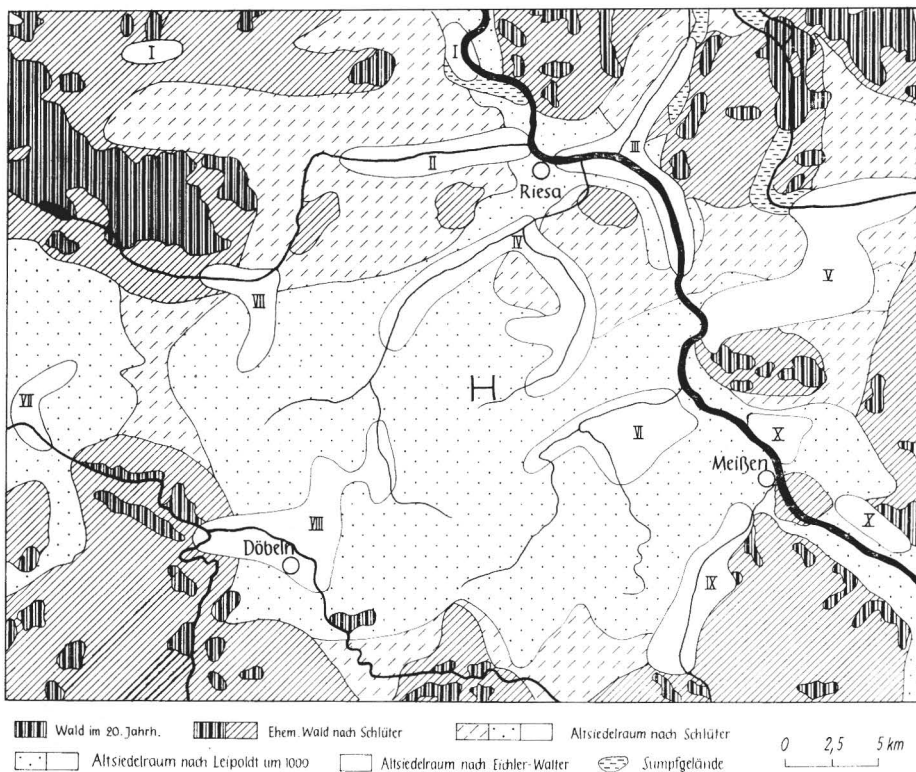 I
I
III
II
Riesa
IV
V
VII
H
VII
VI
X
Meißen
VIII
X
Döbeln
IX
Wald im 20. Jahrh.
Ehem. Wald nach Schlüter
Altsiedelraum nach Schlüter
Altsiedelraum nach Leipoldt um 1000
Altsiedelraum nach Eichler-Walter
Sumpfgelände
0 2,5 5 km